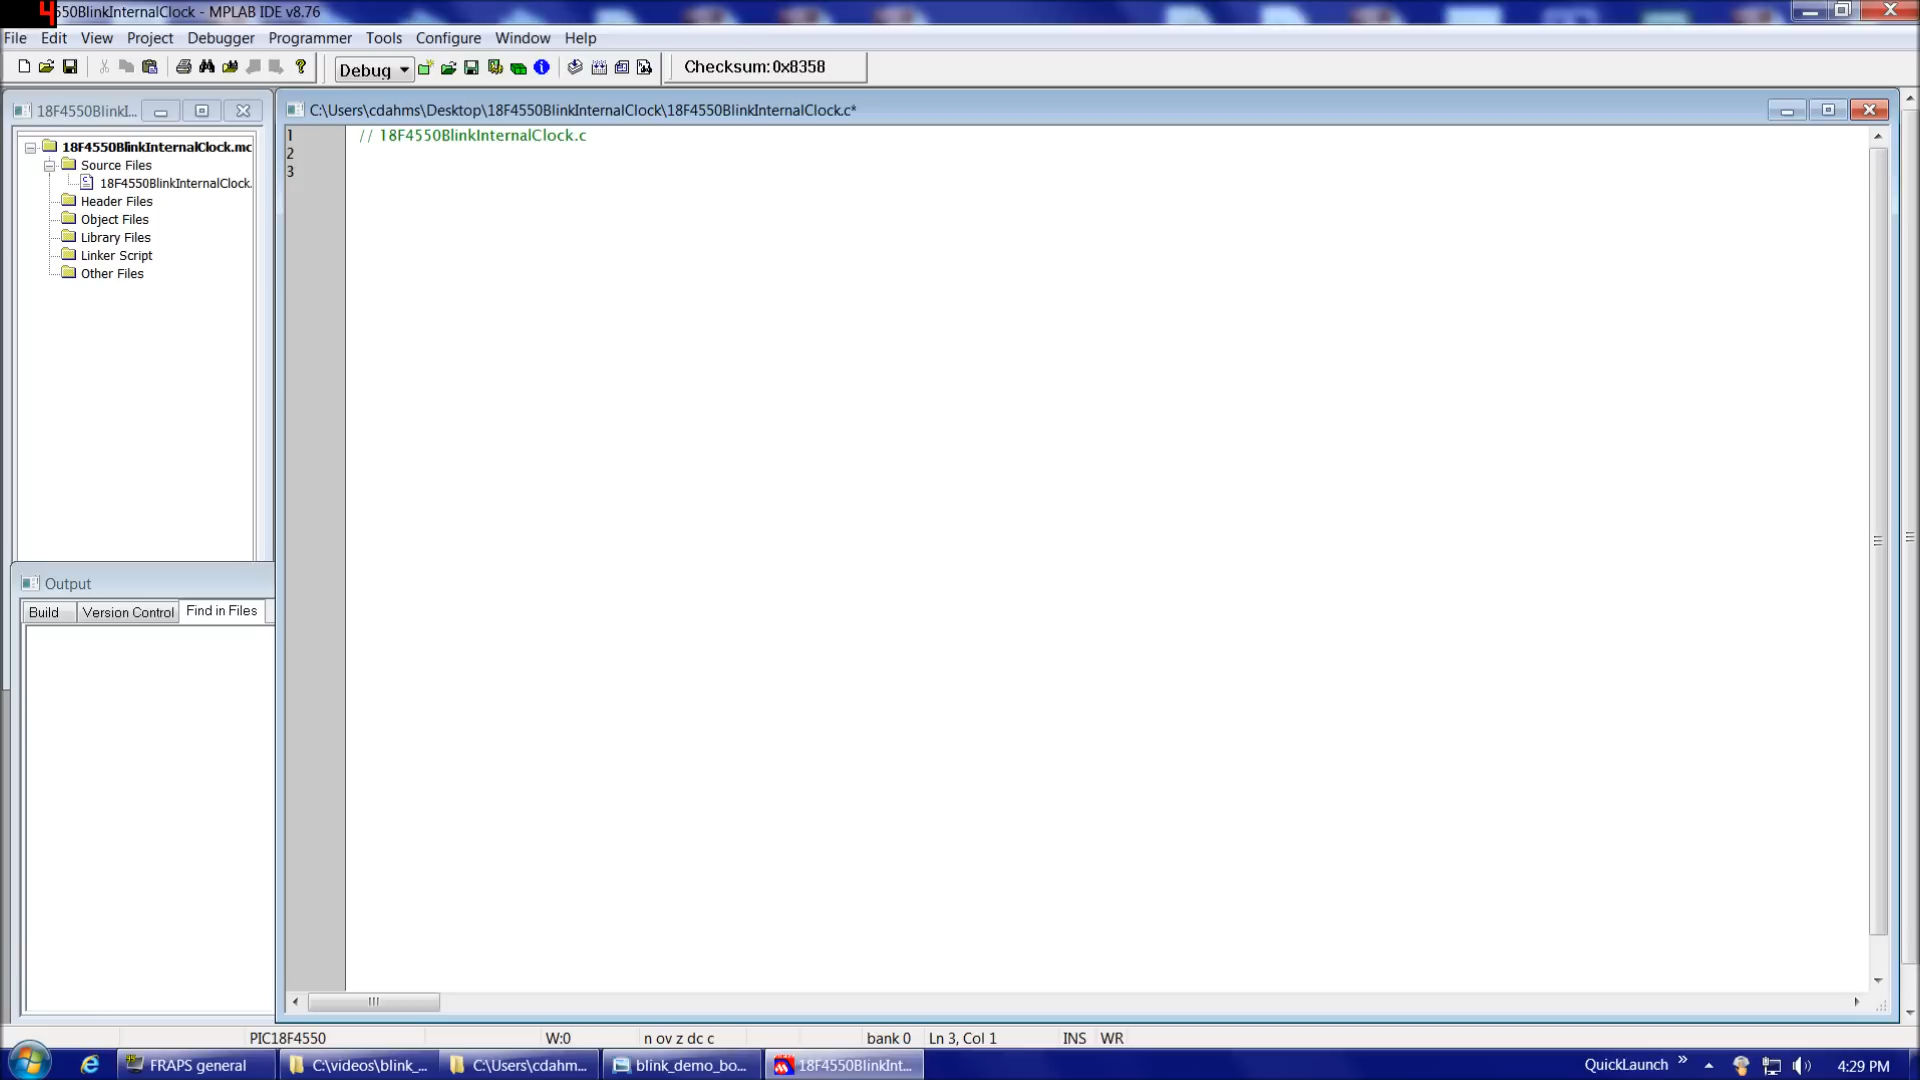 4550BlinkInternalClock - MPLAB IDE v8.76
File Edit View Project Debugger Programmer Tools Configure Window Help
Debug
Checksum: 0x8358
18F4550BlinkI...
C:\Users\cdahms\Desktop\18F4550BlinkInternalClock\18F4550BlinkInternalClock.c*
18F4550BlinkInternalClock.mc
Source Files
18F4550BlinkInternalClock.
Header Files
Object Files
Library Files
Linker Script
Other Files
1 // 18F4550BlinkInternalClock.c
2
3
Output
Build Version Control Find in Files
PIC18F4550 W:0 n ov z dc c bank 0 Ln 3, Col 1 INS WR
FRAPS general C:\videos\blink_... C:\Users\cdahm... blink_demo_bo... 18F4550BlinkInt... QuickLaunch » 4:29 PM